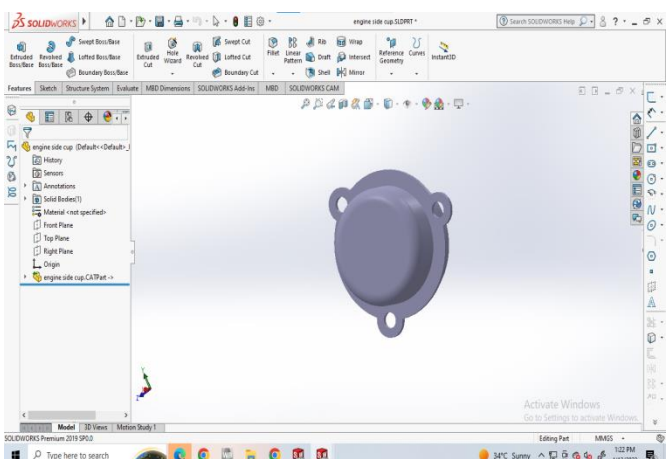 SOLIDWORKS
engine side cup.SLDPRT *
Search SOLIDWORKS Help
Extruded Boss/Base
Revolved Boss/Base
Swept Boss/Base
Lofted Boss/Base
Boundary Boss/Base
Extruded Cut
Hole Wizard
Revolved Cut
Swept Cut
Lofted Cut
Boundary Cut
Fillet
Linear Pattern
Rib
Draft
Shell
Wrap
Intersect
Mirror
Reference Geometry
Curves
Instant3D
Features Sketch Structure System Evaluate MBD Dimensions SOLIDWORKS Add-Ins MBD SOLIDWORKS CAM
engine side cup (Default<<Default>_
History
Sensors
Annotations
Solid Bodies(1)
Material <not specified>
Front Plane
Top Plane
Right Plane
Origin
engine side cup.CATPart ->
Activate Windows
Go to Settings to activate Windows.
Model 3D Views Motion Study 1
SOLIDWORKS Premium 2019 SP0.0
Editing Part MMGS
Type here to search
34°C Sunny
1:22 PM